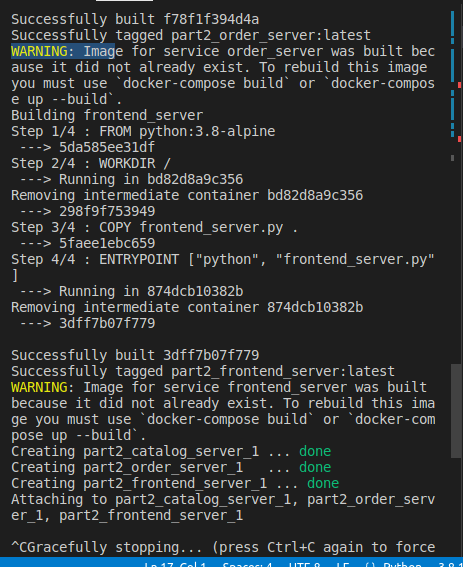 Successfully built f78f1f394d4a
Successfully tagged part2_order_server:latest
WARNING: Image for service order_server was built bec
ause it did not already exist. To rebuild this image
you must use `docker-compose build` or `docker-compos
e up --build`.
Building frontend_server
Step 1/4 : FROM python:3.8-alpine
 ---> 5da585ee31df
Step 2/4 : WORKDIR /
 ---> Running in bd82d8a9c356
Removing intermediate container bd82d8a9c356
 ---> 298f9f753949
Step 3/4 : COPY frontend_server.py .
 ---> 5faee1ebc659
Step 4/4 : ENTRYPOINT ["python", "frontend_server.py"
]
 ---> Running in 874dcb10382b
Removing intermediate container 874dcb10382b
 ---> 3dff7b07f779

Successfully built 3dff7b07f779
Successfully tagged part2_frontend_server:latest
WARNING: Image for service frontend_server was built
because it did not already exist. To rebuild this ima
ge you must use `docker-compose build` or `docker-com
pose up --build`.
Creating part2_catalog_server_1 ... done
Creating part2_order_server_1   ... done
Creating part2_frontend_server_1 ... done
Attaching to part2_catalog_server_1, part2_order_serv
er_1, part2_frontend_server_1

^CGracefully stopping... (press Ctrl+C again to force
Ln 17, Col 1 Spaces: 4 UTF-8 LF Python